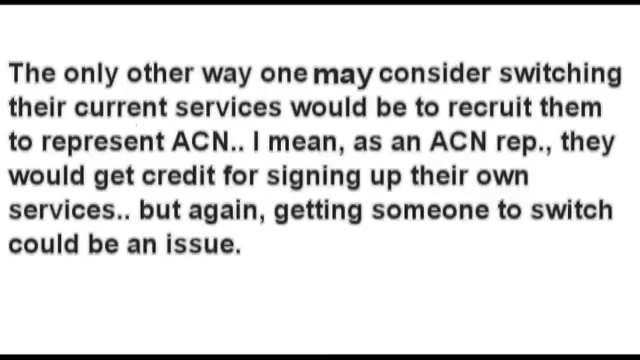 The only other way one may consider switching
their current services would be to recruit them
to represent ACN.. I mean, as an ACN rep., they
would get credit for signing up their own
services.. but again, getting someone to switch
could be an issue.